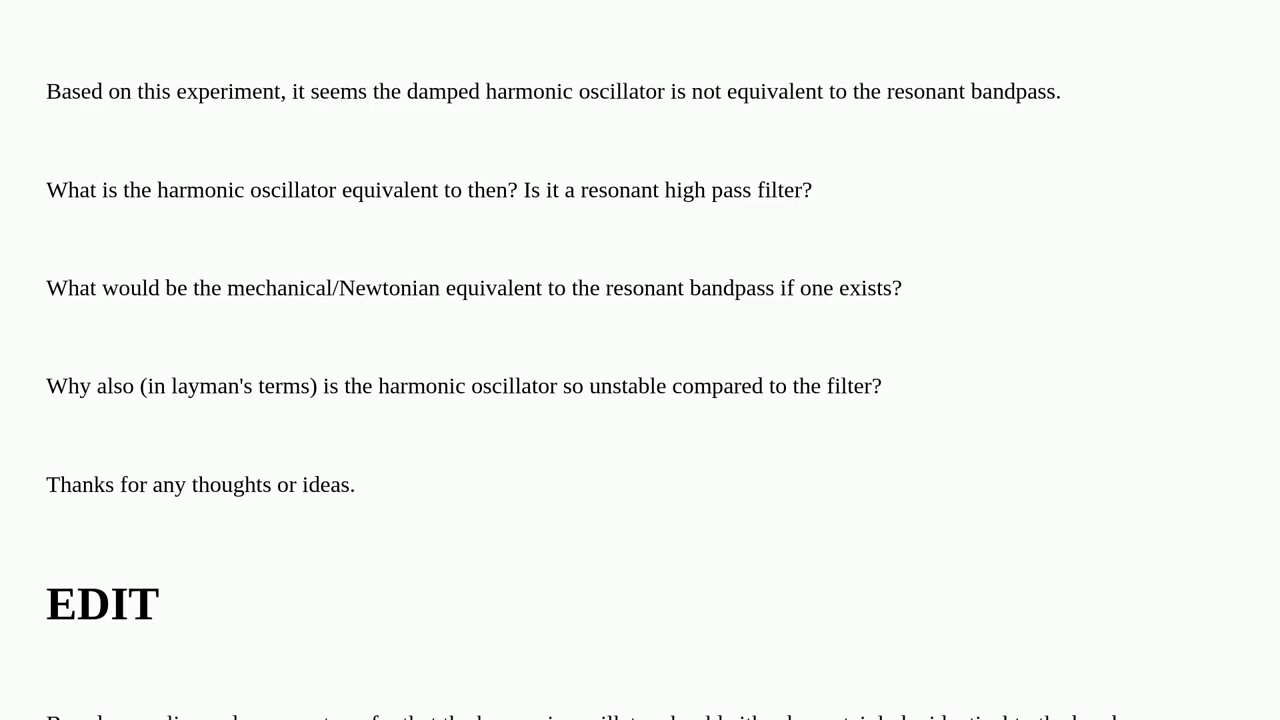 Based on this experiment, it seems the damped harmonic oscillator is not equivalent to the resonant bandpass.
What is the harmonic oscillator equivalent to then? Is it a resonant high pass filter?
What would be the mechanical/Newtonian equivalent to the resonant bandpass if one exists?
Why also (in layman's terms) is the harmonic oscillator so unstable compared to the filter?
Thanks for any thoughts or ideas.
EDIT